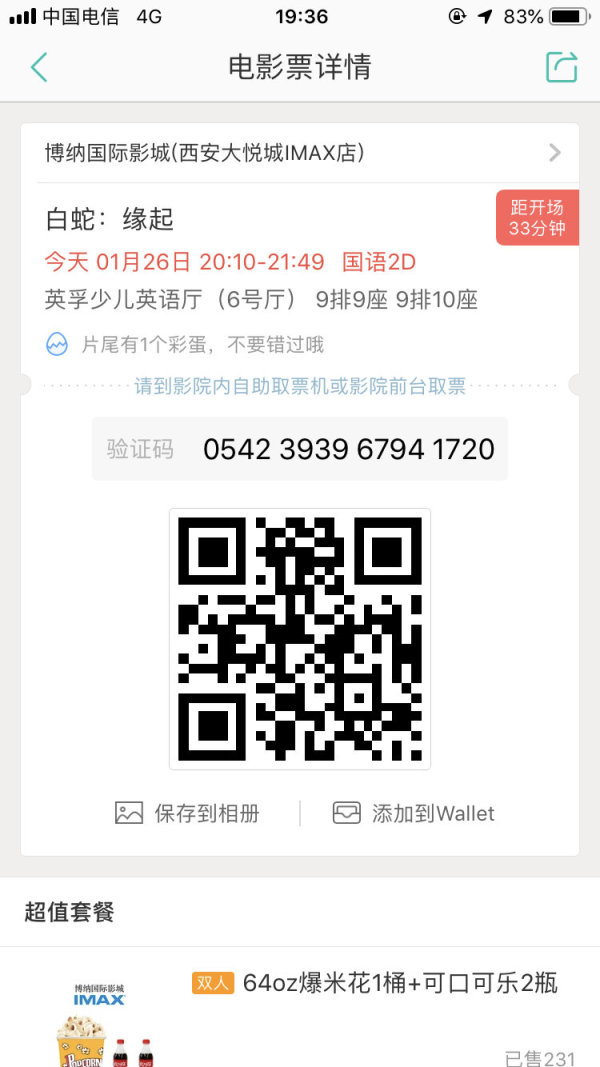 中国电信 4G 19:36 83%
电影票详情
博纳国际影城(西安大悦城IMAX店)
距开场
33分钟
白蛇：缘起
今天 01月26日 20:10-21:49 国语2D
英孚少儿英语厅（6号厅） 9排9座 9排10座
片尾有1个彩蛋，不要错过哦
请到影院内自助取票机或影院前台取票
验证码 0542 3939 6794 1720
保存到相册 添加到Wallet
超值套餐
博纳国际影城
IMAX
双人 64oz爆米花1桶+可口可乐2瓶
POPCORN
已售231